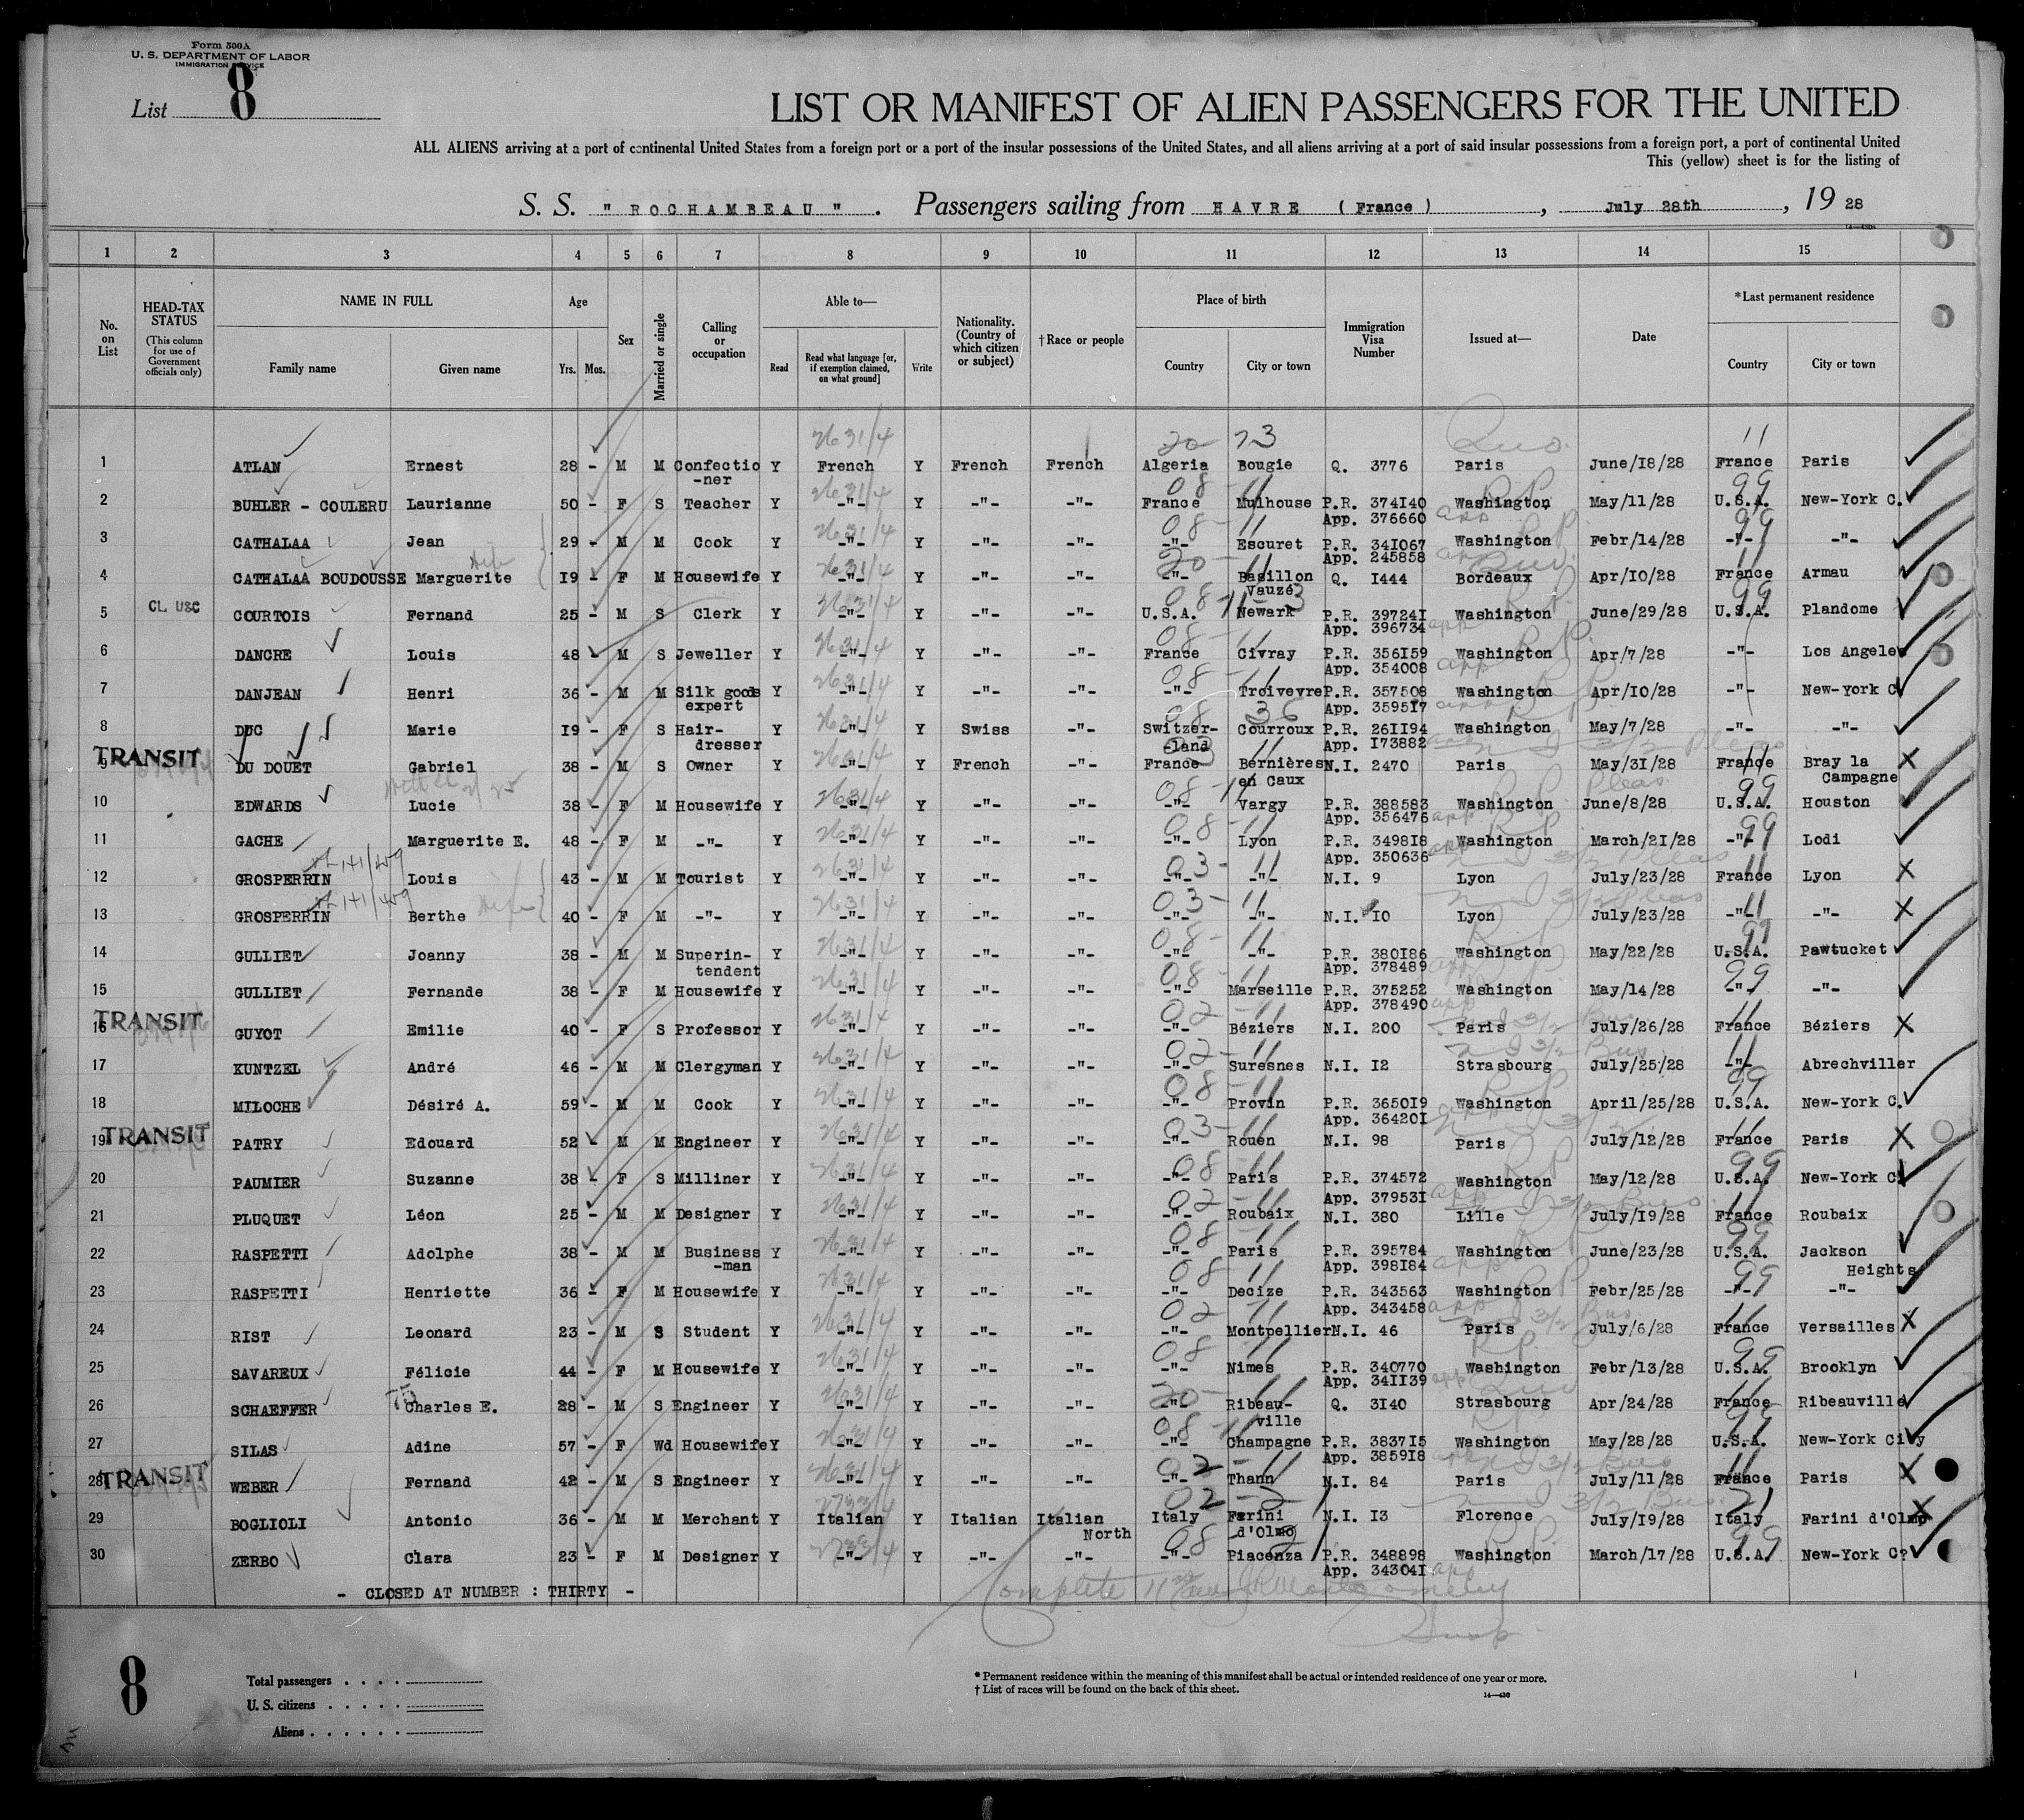 Form 500A
U. S. DEPARTMENT OF LABOR
IMMIGRATION SERVICE
List 8
LIST OR MANIFEST OF ALIEN PASSENGERS FOR THE UNITED
ALL ALIENS arriving at a port of continental United States from a foreign port or a port of the insular possessions of the United States, and all aliens arriving at a port of said insular possessions from a foreign port, a port of continental United
This (yellow) sheet is for the listing of
S. S. " ROCHAMBEAU " . Passengers sailing from HAVRE ( France ) , July 28th , 19 28
1 2 3 4 5 6 7 8 9 10 11 12 13 14 15
No. on List HEAD-TAX STATUS (This column for use of Government officials only) NAME IN FULL Family name Given name Age Yrs. Mos. Sex Married or single Calling or occupation Able to— Read Read what language [or, if exemption claimed, on what ground] Write Nationality. (Country of which citizen or subject) †Race or people Place of birth Country City or town Immigration Visa Number Issued at— Date *Last permanent residence Country City or town
1 ATLAN Ernest 28 - M M Confectio Y French Y French French Algeria Bougie Q. 3776 Paris June/18/28 France Paris
-ner
2 BUHLER - COULERU Laurianne 50 - F S Teacher Y -"- Y -"- -"- France Mulhouse P.R. 374140 Washington May/11/28 U.S.A. New-York C.
App. 376660
3 CATHALAA Jean 29 - M M Cook Y -"- Y -"- -"- -"- Escuret P.R. 341067 Washington Febr/14/28 -"- -"-
App. 245858
4 CATHALAA BOUDOUSSE Marguerite 19 - F M Housewife Y -"- Y -"- -"- -"- Basillon Q. 1444 Bordeaux Apr/10/28 France Armau
Vauzé
5 CL USC COURTOIS Fernand 25 - M S Clerk Y -"- Y -"- -"- U.S.A. Newark P.R. 397241 Washington June/29/28 U.S.A. Plandome
App. 396734
6 DANCRE Louis 48 - M S Jeweller Y -"- Y -"- -"- France Civray P.R. 356159 Washington Apr/7/28 -"- Los Angeles
App. 354008
7 DANJEAN Henri 36 - M M Silk goods Y -"- Y -"- -"- -"- Troivevre P.R. 357508 Washington Apr/10/28 -"- New-York C
expert App. 359517
8 DUC Marie 19 - F S Hair- Y -"- Y Swiss -"- Switzer- Courroux P.R. 261194 Washington May/7/28 -"- -"-
dresser -land App. 173882
TRANSIT
9 DU DOUET Gabriel 38 - M S Owner Y -"- Y French -"- France Bernières N.I. 2470 Paris May/31/28 France Bray la
en Caux Campagne
10 EDWARDS Lucie 38 - F M Housewife Y -"- Y -"- -"- -"- Vargy P.R. 388583 Washington June/8/28 U.S.A. Houston
App. 356476
11 GACHE Marguerite E. 48 - F M -"- Y -"- Y -"- -"- -"- Lyon P.R. 349818 Washington March/21/28 -"- Lodi
App. 350636
12 GROSPERRIN Louis 43 - M M Tourist Y -"- Y -"- -"- -"- -"- N.I. 9 Lyon July/23/28 France Lyon
13 GROSPERRIN Berthe 40 - F M -"- Y -"- Y -"- -"- -"- -"- N.I. 10 Lyon July/23/28 -"- -"-
14 GULLIET Joanny 38 - M M Superin- Y -"- Y -"- -"- -"- -"- P.R. 380186 Washington May/22/28 U.S.A. Pawtucket
tendent App. 378489
15 GULLIET Fernande 38 - F M Housewife Y -"- Y -"- -"- -"- Marseille P.R. 375252 Washington May/14/28 -"- -"-
App. 378490
TRANSIT
16 GUYOT Emilie 40 - F S Professor Y -"- Y -"- -"- -"- Béziers N.I. 200 Paris July/26/28 France Béziers
17 KUNTZEL André 46 - M M Clergyman Y -"- Y -"- -"- -"- Suresnes N.I. 12 Strasbourg July/25/28 -"- Abrechviller
18 MILOCHE Désiré A. 59 - M M Cook Y -"- Y -"- -"- -"- Provin P.R. 365019 Washington April/25/28 U.S.A. New-York C.
App. 364201
19 TRANSIT PATRY Edouard 52 - M M Engineer Y -"- Y -"- -"- -"- Rouen N.I. 98 Paris July/12/28 France Paris
20 PAUMIER Suzanne 38 - F S Milliner Y -"- Y -"- -"- -"- Paris P.R. 374572 Washington May/12/28 U.S.A. New-York C.
App. 379531
21 PLUQUET Léon 25 - M M Designer Y -"- Y -"- -"- -"- Roubaix N.I. 380 Lille July/19/28 France Roubaix
22 RASPETTI Adolphe 38 - M M Business Y -"- Y -"- -"- -"- Paris P.R. 395784 Washington June/23/28 U.S.A. Jackson
-man App. 398184 Heights
23 RASPETTI Henriette 36 - F M Housewife Y -"- Y -"- -"- -"- Decize P.R. 343563 Washington Febr/25/28 -"- -"-
App. 343458
24 RIST Leonard 23 - M S Student Y -"- Y -"- -"- -"- Montpellier N.I. 46 Paris July/6/28 France Versailles
25 SAVAREUX Félicie 44 - F M Housewife Y -"- Y -"- -"- -"- Nimes P.R. 340770 Washington Febr/13/28 U.S.A. Brooklyn
App. 341139
26 SCHAEFFER Charles E. 28 - M S Engineer Y -"- Y -"- -"- -"- Ribeau- Q. 3140 Strasbourg Apr/24/28 France Ribeauville
ville
27 SILAS Adine 57 - F Wd Housewife Y -"- Y -"- -"- -"- Champagne P.R. 383715 Washington May/28/28 U.S.A. New-York City
App. 385918
28 TRANSIT WEBER Fernand 42 - M S Engineer Y -"- Y -"- -"- -"- Thann N.I. 84 Paris July/11/28 France Paris
29 BOGLIOLI Antonio 36 - M M Merchant Y Italian Y Italian Italian Italy Farini N.I. 13 Florence July/19/28 Italy Farini d'Olmo
North d'Olmo
30 ZERBO Clara 23 - F M Designer Y -"- Y -"- -"- -"- Piacenza P.R. 348898 Washington March/17/28 U.S.A. New-York C?
App. 343041
- CLOSED AT NUMBER : THIRTY -
Complete
8
Total passengers
U. S. citizens
Aliens
* Permanent residence within the meaning of this manifest shall be actual or intended residence of one year or more.
† List of races will be found on the back of this sheet.
14—430